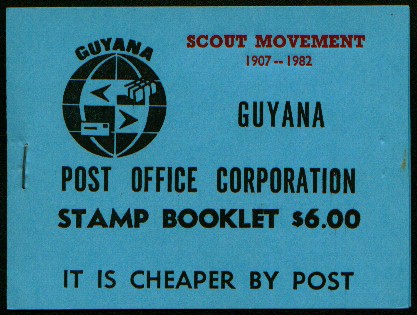 GUYANA
SCOUT MOVEMENT
1907--1982
GUYANA
POST OFFICE CORPORATION
STAMP BOOKLET $6.00
IT IS CHEAPER BY POST